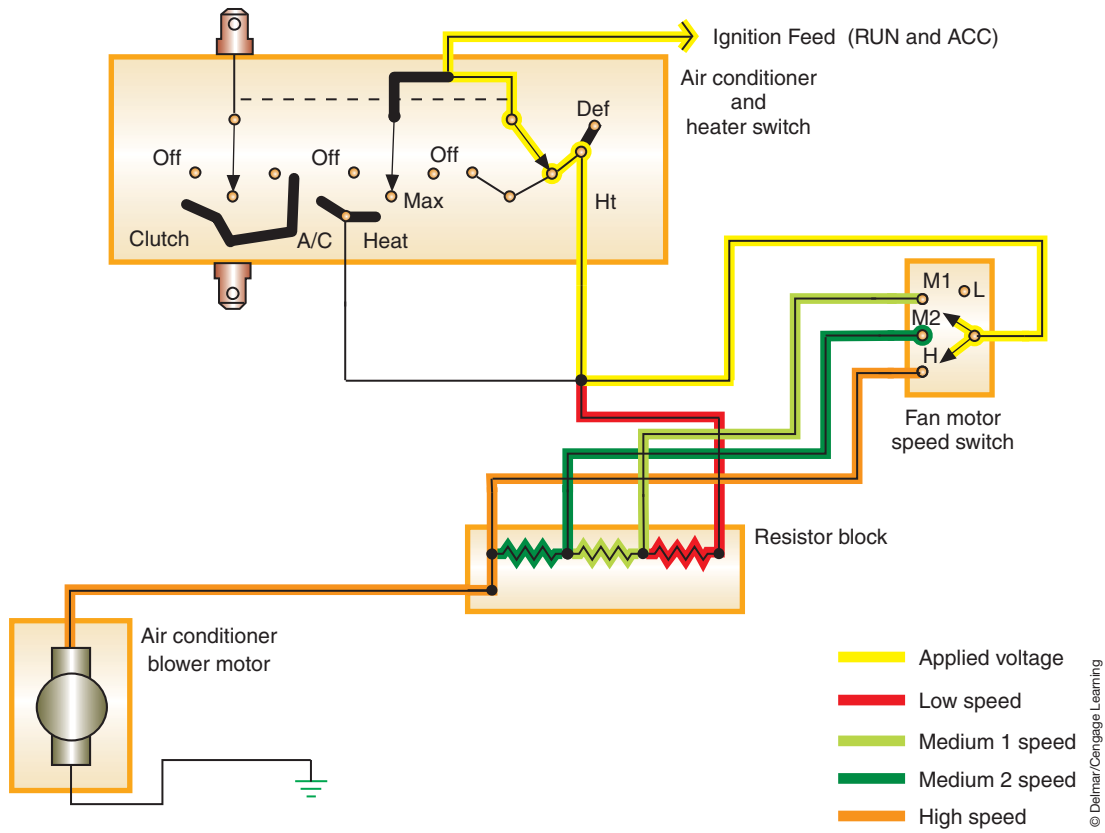 Ignition Feed (RUN and ACC)
Air conditioner
and
heater switch
Def
Off
Off
Off
Max
Ht
Clutch
A/C
Heat
M1
L
M2
H
Fan motor
speed switch
Resistor block
Air conditioner
blower motor
Applied voltage
Low speed
Medium 1 speed
Medium 2 speed
High speed
© Delmar/Cengage Learning